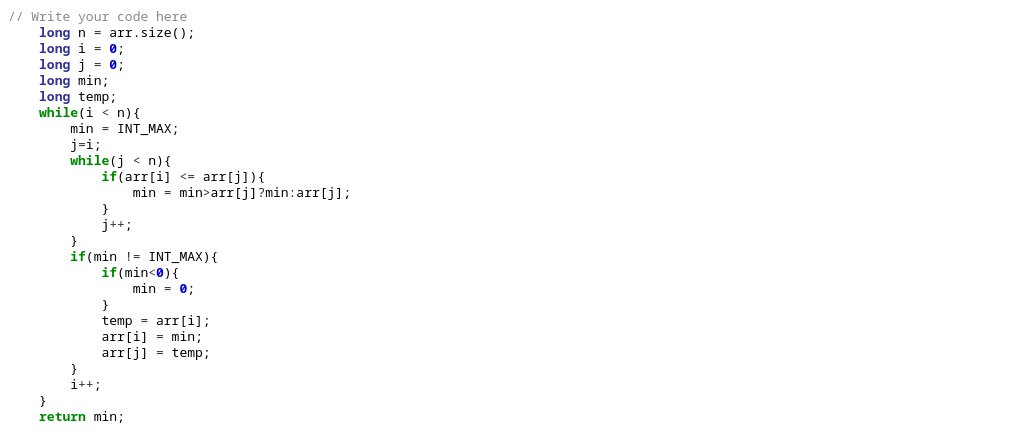 // Write your code here
    long n = arr.size();
    long i = 0;
    long j = 0;
    long min;
    long temp;
    while(i < n){
        min = INT_MAX;
        j=i;
        while(j < n){
            if(arr[i] <= arr[j]){
                min = min>arr[j]?min:arr[j];
            }
            j++;
        }
        if(min != INT_MAX){
            if(min<0){
                min = 0;
            }
            temp = arr[i];
            arr[i] = min;
            arr[j] = temp;
        }
        i++;
    }
    return min;